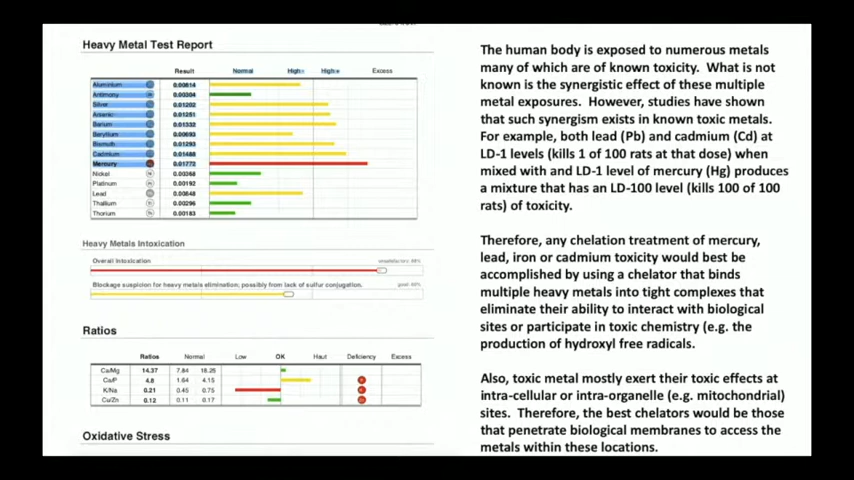 Heavy Metal Test Report
Result Normal High+ High++ Excess
Aluminium 0.00814
Antimony 0.00304
Silver 0.01202
Arsenic 0.01251
Barium 0.01332
Beryllium 0.00693
Bismuth 0.01293
Cadmium 0.01488
Mercury 0.01772
Nickel 0.00368
Platinum 0.00192
Lead 0.00648
Thallium 0.00296
Thorium 0.00183
Heavy Metals Intoxication
Overall Intoxication
Blockage suspicion for heavy metals elimination, possibly from lack of sulfur conjugation.
Ratios
Ratios Normal Low OK Haut Deficiency Excess
Ca/Mg 14.37 7.84 18.25
Ca/P 4.8 1.64 4.15
K/Na 0.21 0.45 0.75
Cu/Zn 0.12 0.11 0.17
Oxidative Stress
The human body is exposed to numerous metals
many of which are of known toxicity. What is not
known is the synergistic effect of these multiple
metal exposures. However, studies have shown
that such synergism exists in known toxic metals.
For example, both lead (Pb) and cadmium (Cd) at
LD-1 levels (kills 1 of 100 rats at that dose) when
mixed with and LD-1 level of mercury (Hg) produces
a mixture that has an LD-100 level (kills 100 of 100
rats) of toxicity.
Therefore, any chelation treatment of mercury,
lead, iron or cadmium toxicity would best be
accomplished by using a chelator that binds
multiple heavy metals into tight complexes that
eliminate their ability to interact with biological
sites or participate in toxic chemistry (e.g. the
production of hydroxyl free radicals.
Also, toxic metal mostly exert their toxic effects at
intra-cellular or intra-organelle (e.g. mitochondrial)
sites. Therefore, the best chelators would be those
that penetrate biological membranes to access the
metals within these locations.